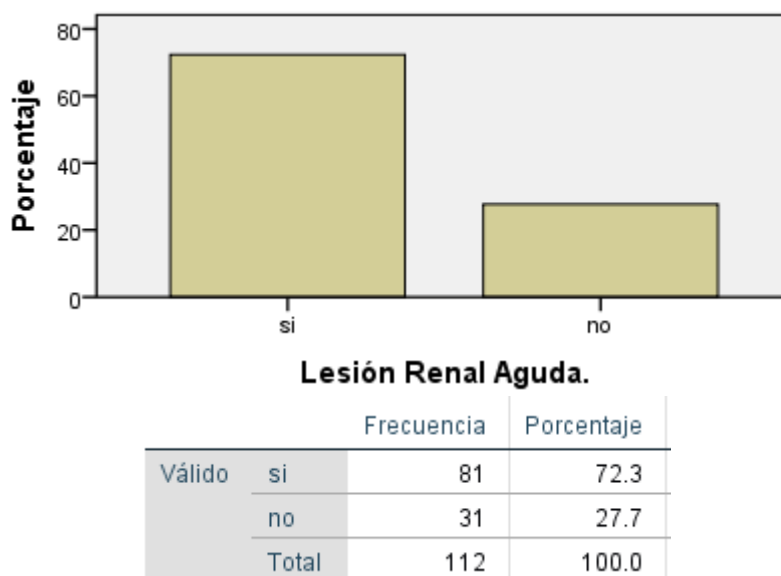 Porcentaje
80
60
40
20
0
si no
Lesión Renal Aguda.
Frecuencia Porcentaje
Válido si 81 72.3
no 31 27.7
Total 112 100.0